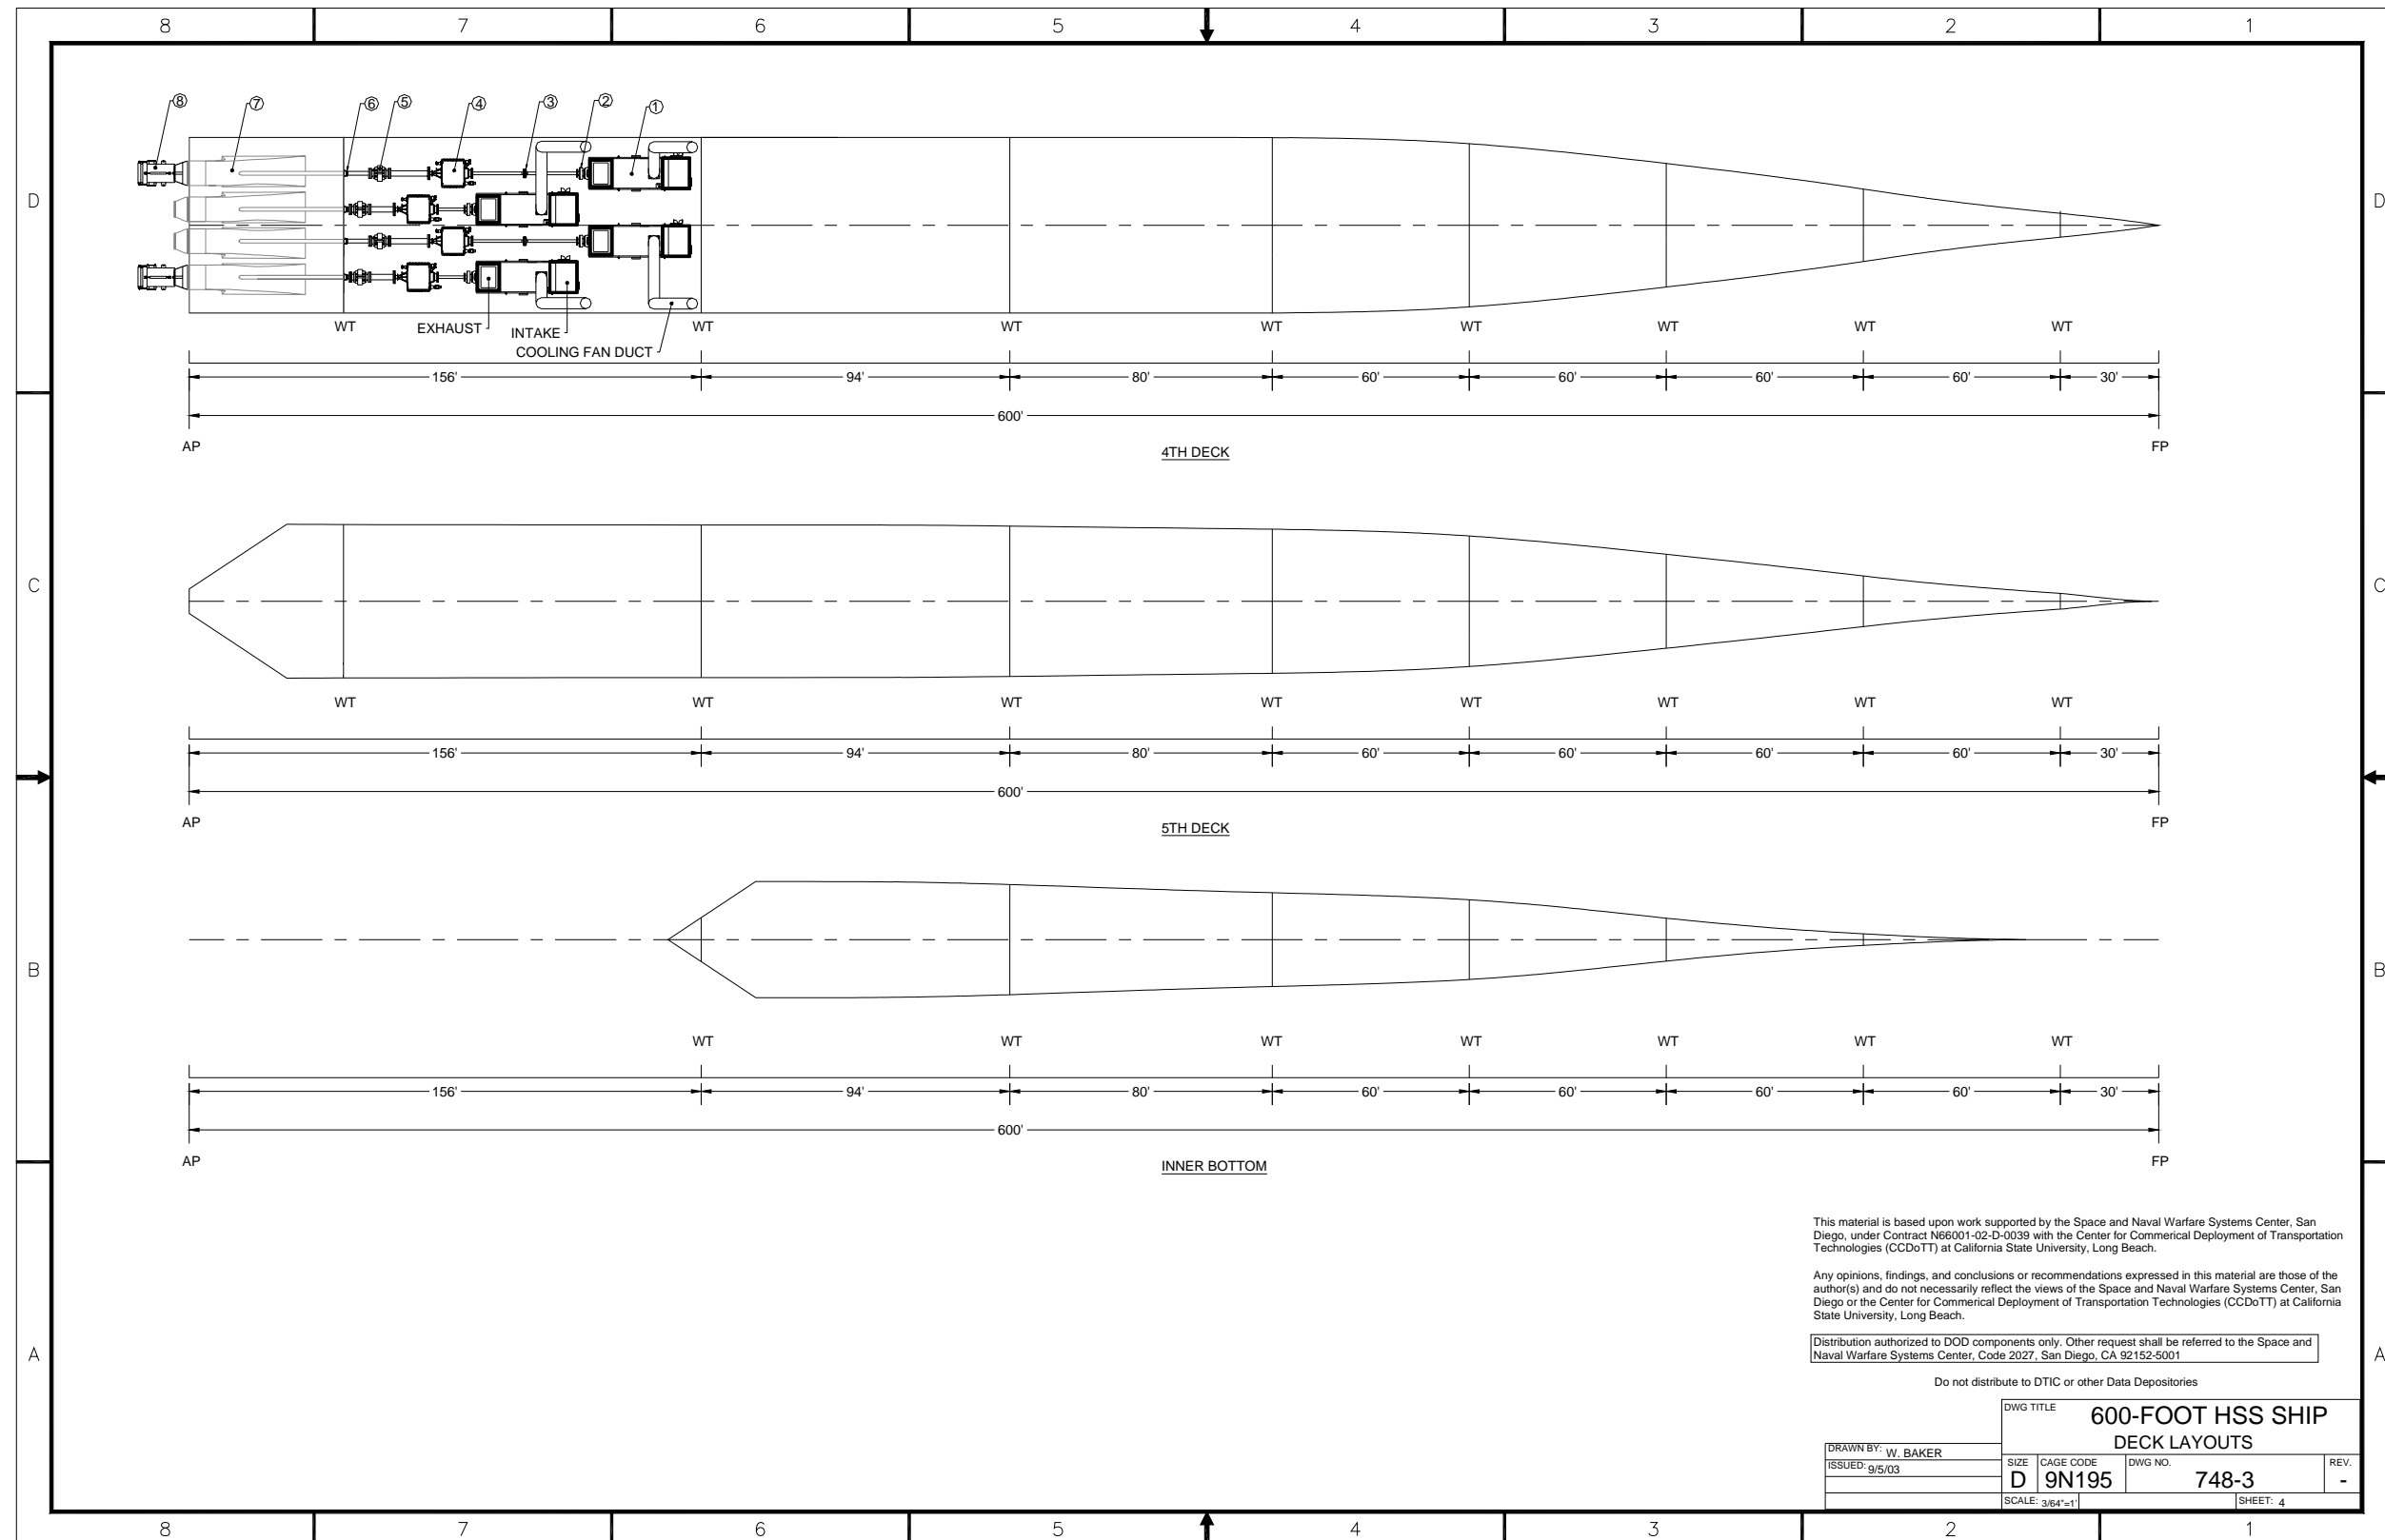 8 7 6 5 4 3 2 1
D D
⑧ ⑦ ⑥ ⑤ ④ ③ ② ①
WT EXHAUST INTAKE WT WT WT WT WT WT WT
COOLING FAN DUCT
156' 94' 80' 60' 60' 60' 60' 30'
600'
AP FP
4TH DECK
C C
WT WT WT WT WT WT WT WT
156' 94' 80' 60' 60' 60' 60' 30'
600'
AP FP
5TH DECK
B B
WT WT WT WT WT WT WT
156' 94' 80' 60' 60' 60' 60' 30'
600'
AP FP
INNER BOTTOM
This material is based upon work supported by the Space and Naval Warfare Systems Center, San
Diego, under Contract N66001-02-D-0039 with the Center for Commerical Deployment of Transportation
Technologies (CCDoTT) at California State University, Long Beach.
Any opinions, findings, and conclusions or recommendations expressed in this material are those of the
author(s) and do not necessarily reflect the views of the Space and Naval Warfare Systems Center, San
Diego or the Center for Commerical Deployment of Transportation Technologies (CCDoTT) at California
State University, Long Beach.
A A
Distribution authorized to DOD components only. Other request shall be referred to the Space and
Naval Warfare Systems Center, Code 2027, San Diego, CA 92152-5001
Do not distribute to DTIC or other Data Depositories
DWG TITLE 600-FOOT HSS SHIP
DECK LAYOUTS
DRAWN BY: W. BAKER
ISSUED: 9/5/03
SIZE CAGE CODE DWG NO. REV.
D 9N195 748-3 -
SCALE: 3/64"=1' SHEET: 4
8 7 6 5 4 3 2 1